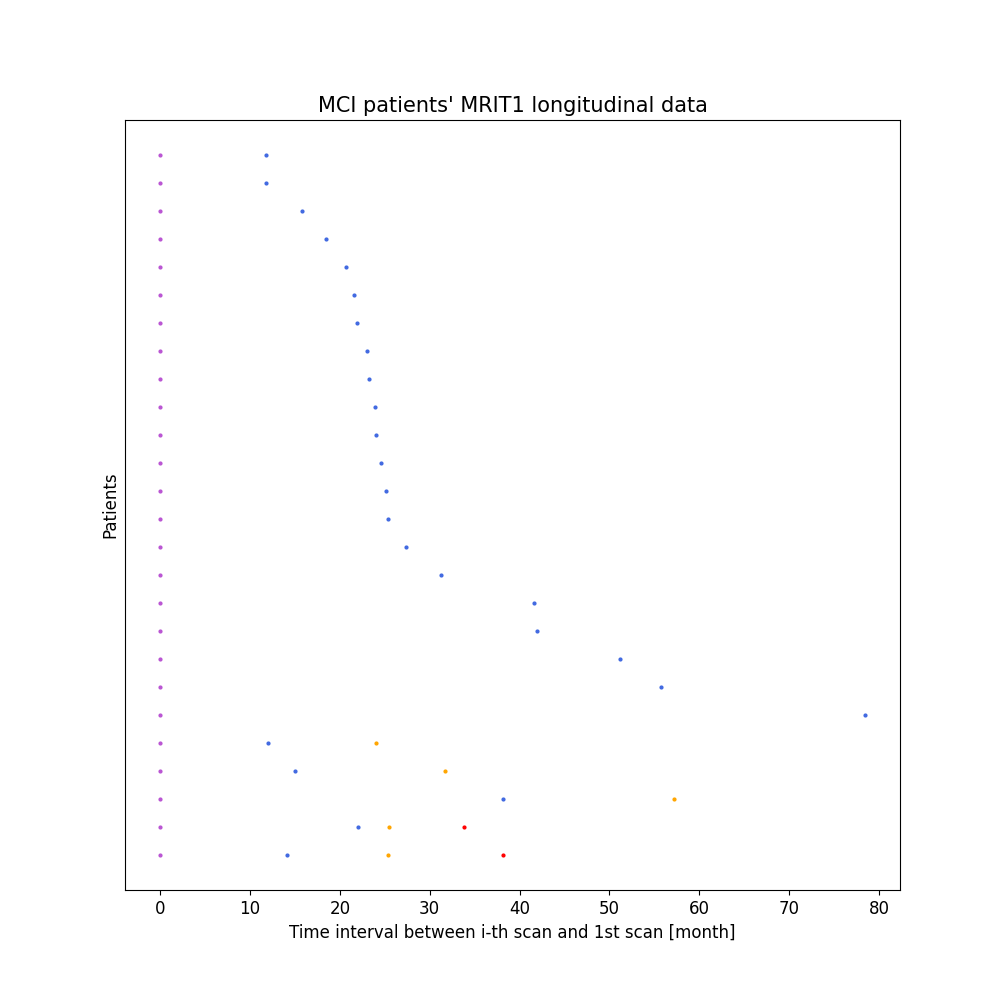 MCI patients' MRIT1 longitudinal data
Patients
0 10 20 30 40 50 60 70 80
Time interval between i-th scan and 1st scan [month]